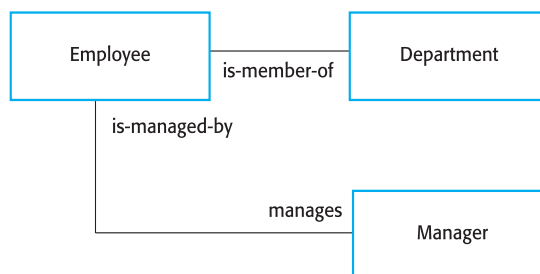 Employee
Department
is-member-of
is-managed-by
manages
Manager